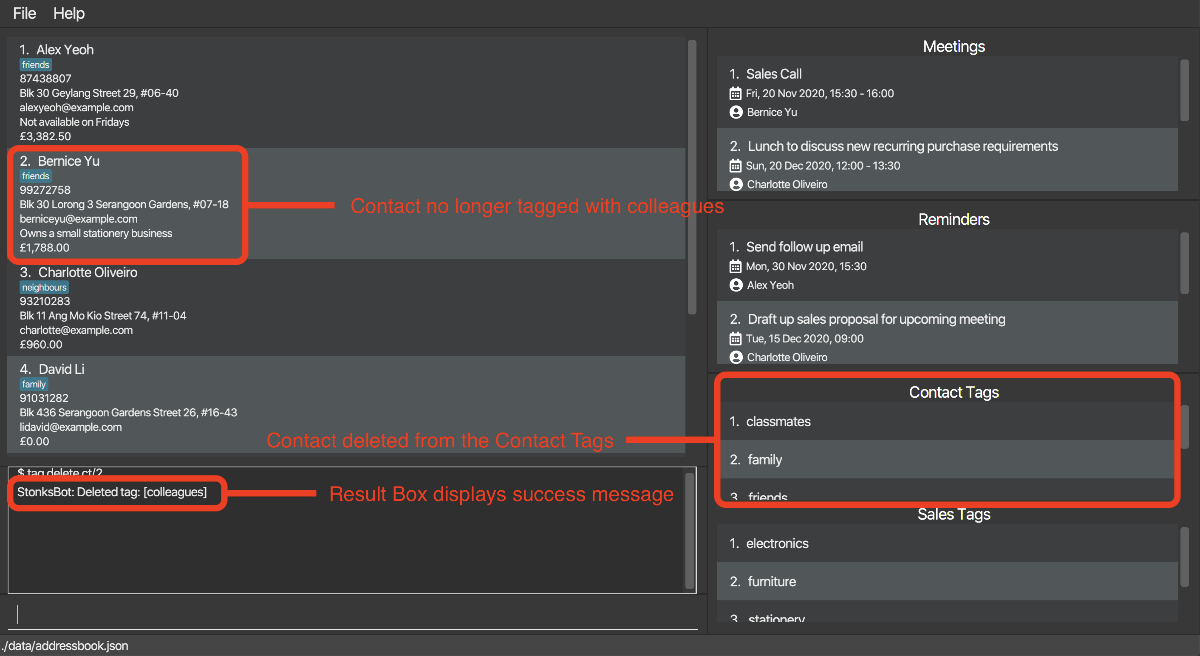 File Help
1. Alex Yeoh
friends
87438807
Blk 30 Geylang Street 29, #06-40
alexyeoh@example.com
Not available on Fridays
£3,382.50
2. Bernice Yu
friends
99272758
Blk 30 Lorong 3 Serangoon Gardens, #07-18
berniceyu@example.com
Owns a small stationery business
£1,788.00
Contact no longer tagged with colleagues
3. Charlotte Oliveiro
neighbours
93210283
Blk 11 Ang Mo Kio Street 74, #11-04
charlotte@example.com
£960.00
4. David Li
family
91031282
Blk 436 Serangoon Gardens Street 26, #16-43
lidavid@example.com
£0.00
Contact deleted from the Contact Tags
$ tag delete ct/2
StonksBot: Deleted tag: [colleagues]
Result Box displays success message
Meetings
1. Sales Call
Fri, 20 Nov 2020, 15:30 - 16:00
Bernice Yu
2. Lunch to discuss new recurring purchase requirements
Sun, 20 Dec 2020, 12:00 - 13:30
Charlotte Oliveiro
Reminders
1. Send follow up email
Mon, 30 Nov 2020, 15:30
Alex Yeoh
2. Draft up sales proposal for upcoming meeting
Tue, 15 Dec 2020, 09:00
Charlotte Oliveiro
Contact Tags
1. classmates
2. family
3. friends
Sales Tags
1. electronics
2. furniture
3. stationery
./data/addressbook.json